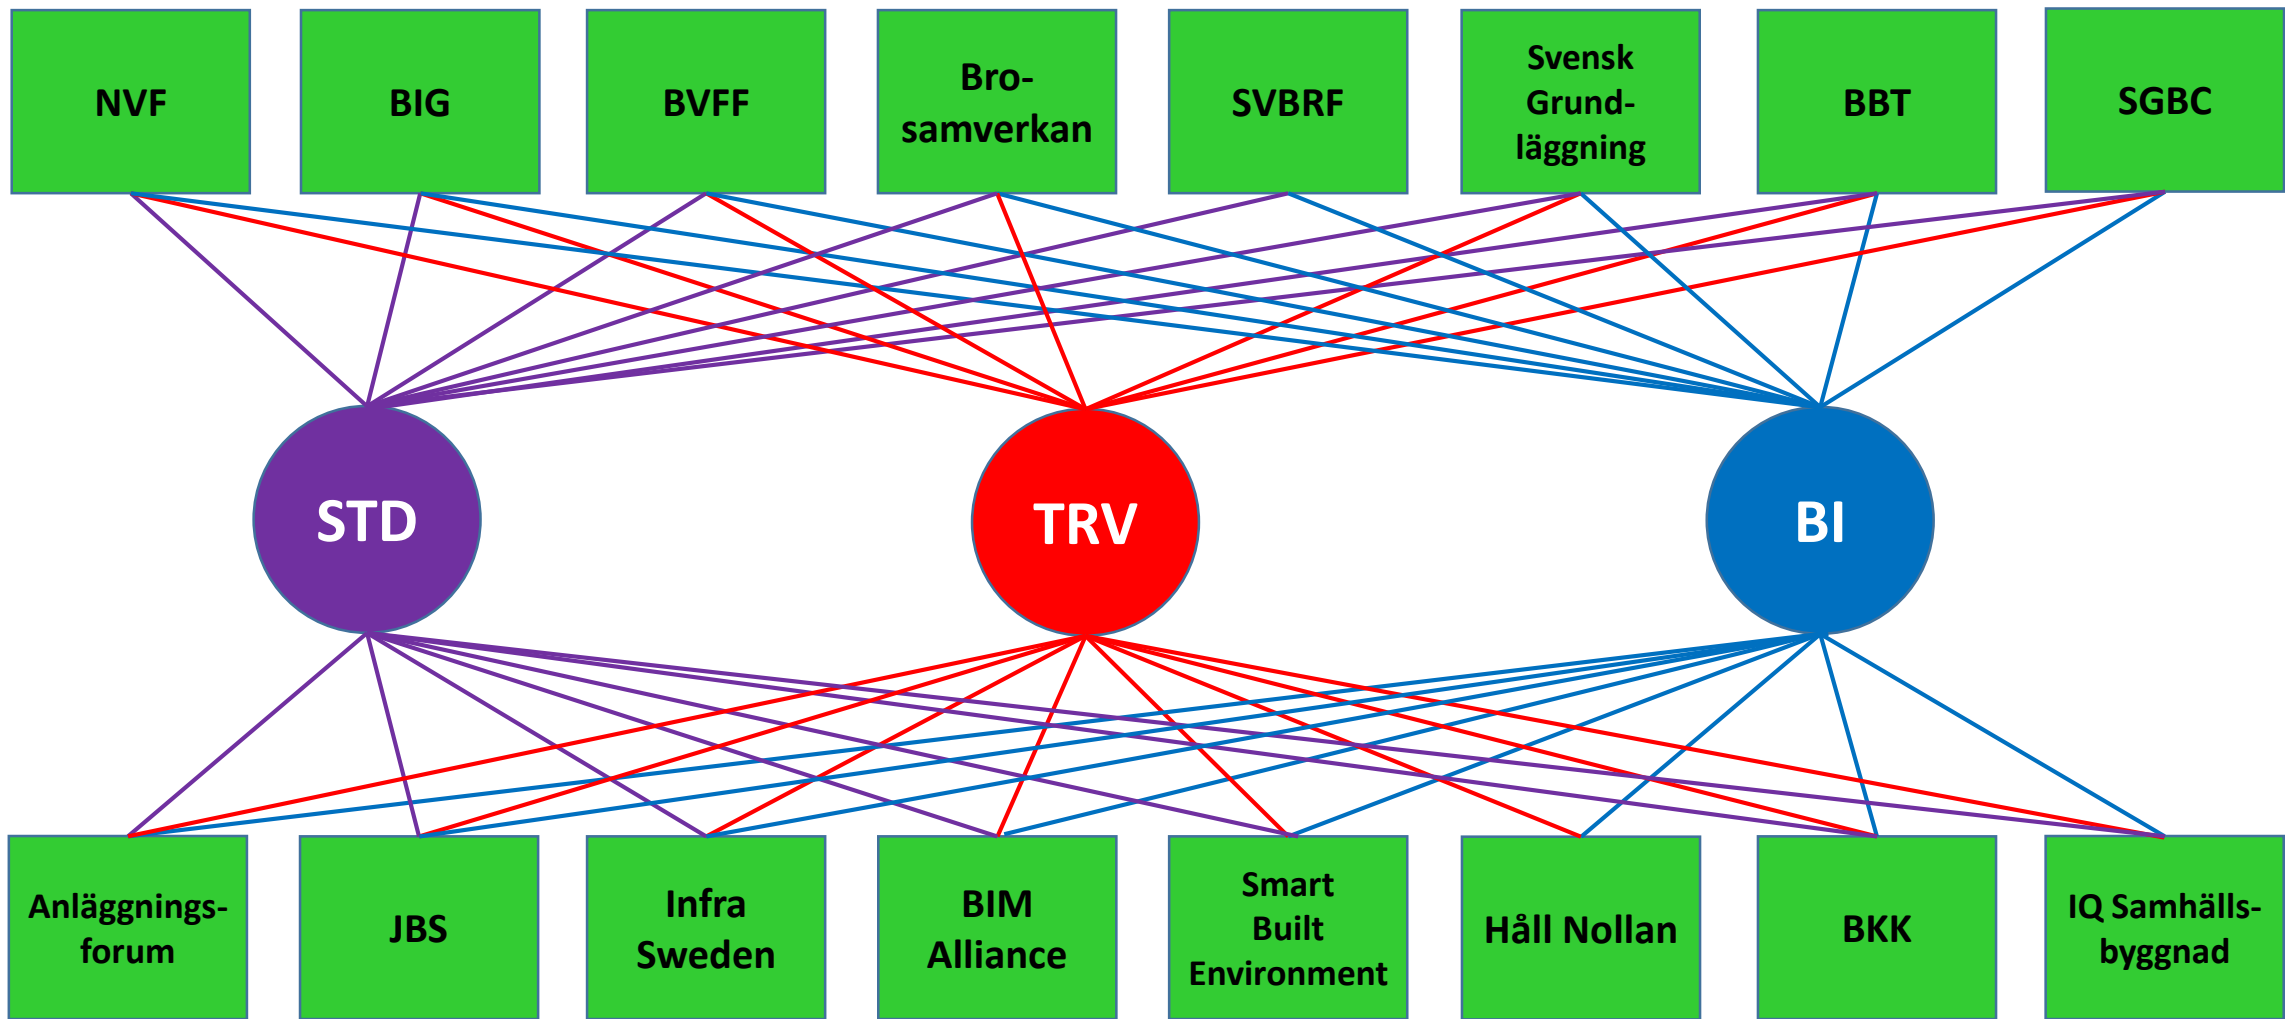 NVF
BIG
BVFF
Bro-
samverkan
SVBRF
Svensk
Grund-
läggning
BBT
SGBC
STD
TRV
BI
Anläggnings-
forum
JBS
Infra
Sweden
BIM
Alliance
Smart
Built
Environment
Håll Nollan
BKK
IQ Samhälls-
byggnad